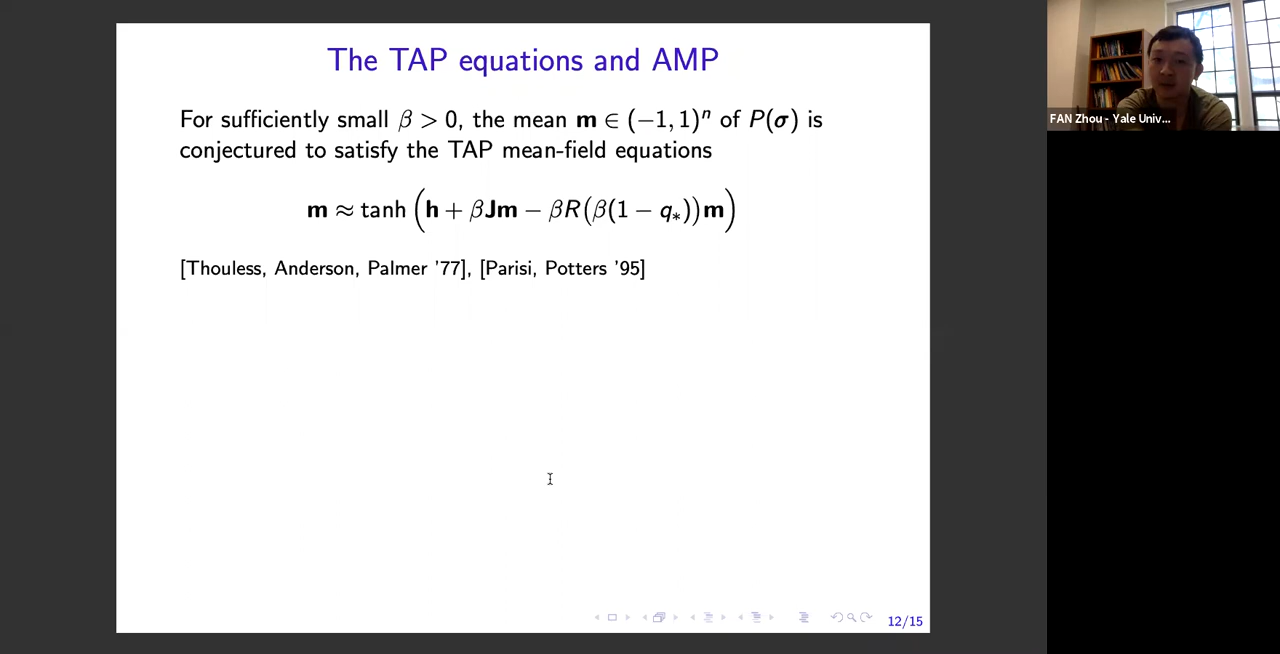 The TAP equations and AMP
For sufficiently small β > 0, the mean m ∈ (−1, 1)ⁿ of P(σ) is
conjectured to satisfy the TAP mean-field equations
m ≈ tanh (h + βJm − βR(β(1 − q∗))m)
[Thouless, Anderson, Palmer '77], [Parisi, Potters '95]
12/15
FAN Zhou - Yale Univ...